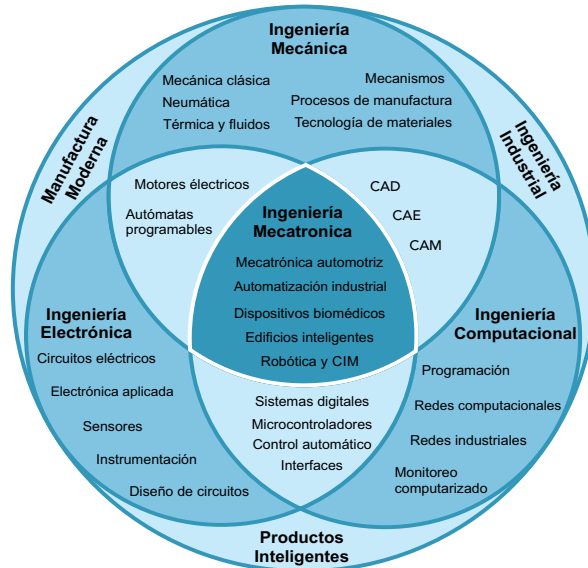 Ingeniería
Mecánica
Mecánica clásica
Neumática
Térmica y fluidos
Mecanismos
Procesos de manufactura
Tecnología de materiales
Manufactura
Moderna
Ingeniería
Industrial
Motores eléctricos
Autómatas
programables
CAD
CAE
CAM
Ingeniería
Mecatronica
Mecatrónica automotriz
Automatización industrial
Dispositivos biomédicos
Edificios inteligentes
Robótica y CIM
Ingeniería
Electrónica
Circuitos eléctricos
Electrónica aplicada
Sensores
Instrumentación
Diseño de circuitos
Ingeniería
Computacional
Programación
Redes computacionales
Redes industriales
Monitoreo
computarizado
Sistemas digitales
Microcontroladores
Control automático
Interfaces
Productos
Inteligentes